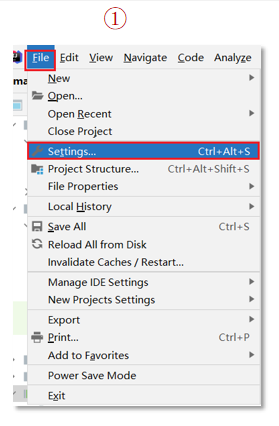 ①
File Edit View Navigate Code Analyze
ma
New
Open...
Open Recent
Close Project
Settings... Ctrl+Alt+S
Project Structure... Ctrl+Alt+Shift+S
File Properties
Local History
Save All Ctrl+S
Reload All from Disk
Invalidate Caches / Restart...
Manage IDE Settings
New Projects Settings
Export
Print... Ctrl+P
Add to Favorites
Power Save Mode
Exit